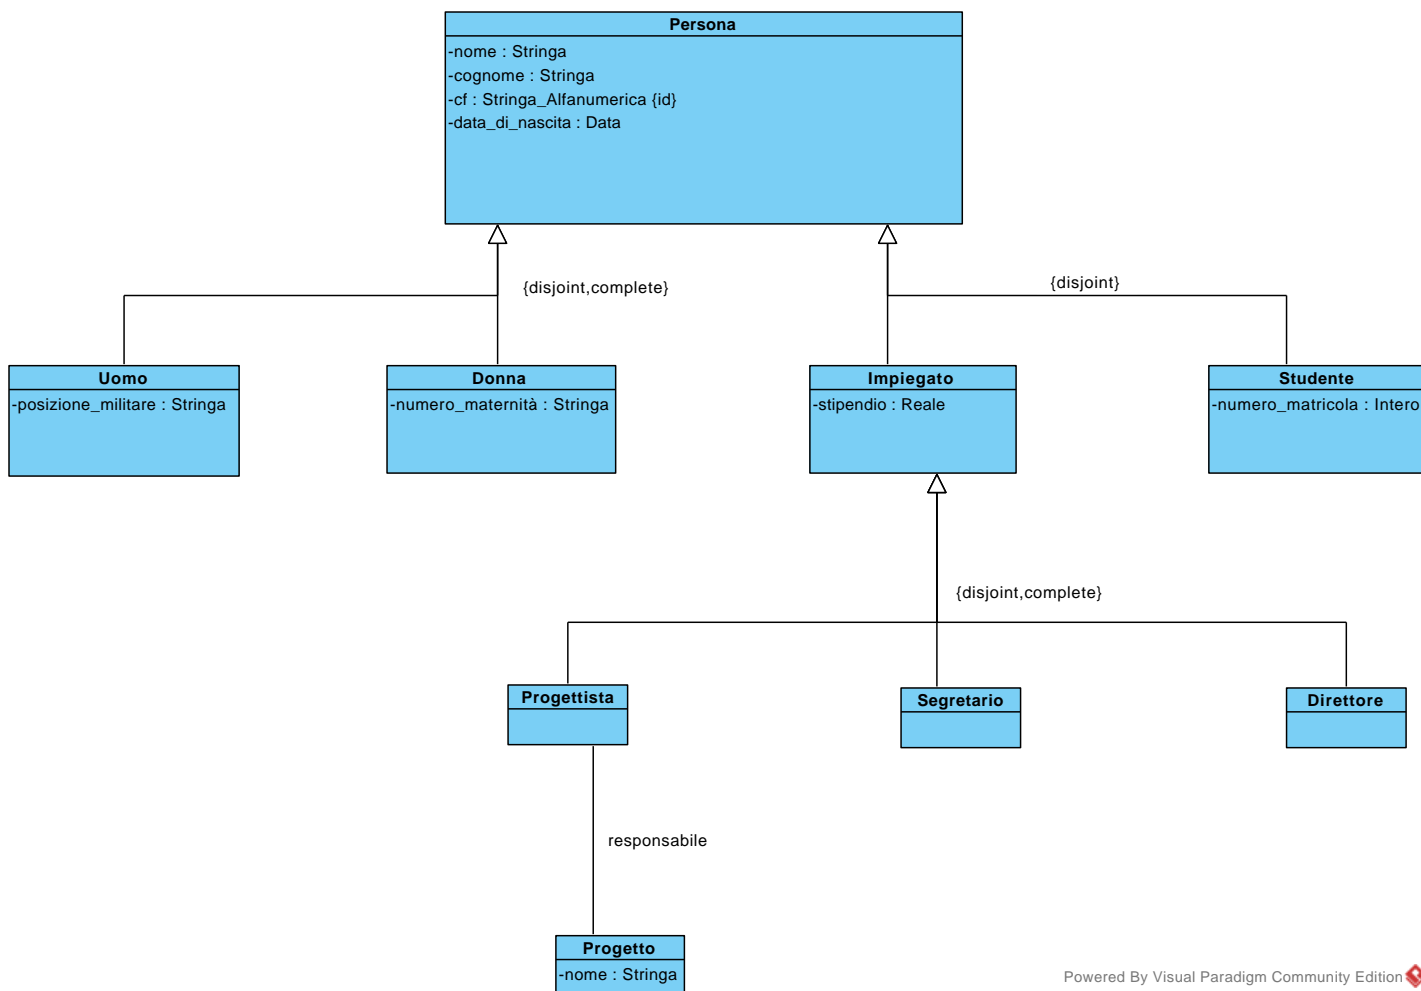 Persona
-nome : Stringa
-cognome : Stringa
-cf : Stringa_Alfanumerica {id}
-data_di_nascita : Data
{disjoint,complete}
{disjoint}
Uomo
-posizione_militare : Stringa
Donna
-numero_maternità : Stringa
Impiegato
-stipendio : Reale
Studente
-numero_matricola : Intero
{disjoint,complete}
Progettista
Segretario
Direttore
responsabile
Progetto
-nome : Stringa
Powered By Visual Paradigm Community Edition